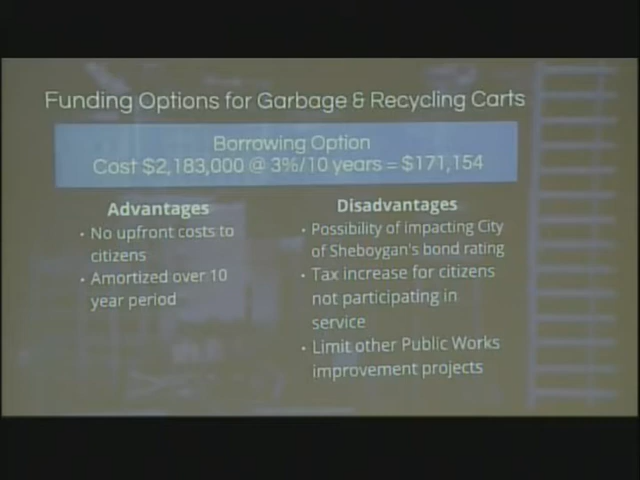 Funding Options for Garbage & Recycling Carts
Borrowing Option
Cost $2,183,000 @ 3%/10 years = $171,154
Advantages
• No upfront costs to
citizens
• Amortized over 10
year period
Disadvantages
• Possibility of impacting City
of Sheboygan's bond rating
• Tax increase for citizens
not participating in
service
• Limit other Public Works
improvement projects